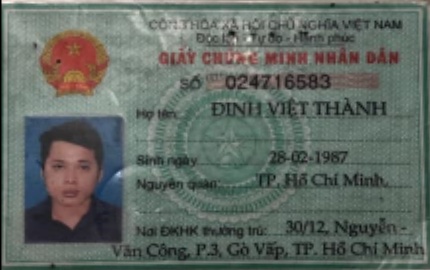 CỘNG HÒA XÃ HỘI CHỦ NGHĨA VIỆT NAM
Độc lập - Tự do - Hạnh phúc
GIẤY CHỨNG MINH NHÂN DÂN
SỐ 024716583
Họ tên: ĐINH VIỆT THÀNH
Sinh ngày 28-02-1987
Nguyên quán: TP. Hồ Chí Minh.
Nơi ĐKHK thường trú: 30/12, Nguyễn -
Văn Công, P.3, Gò Vấp, TP. Hồ Chí Minh